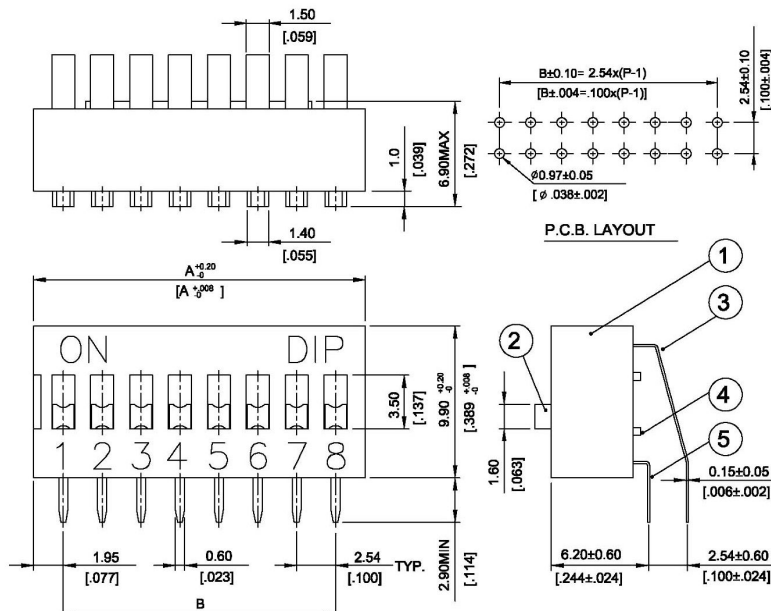 1.50
[.059]
1.0
[.039]
6.90MAX
[.272]
1.40
[.055]
B±0.10= 2.54x(P-1)
[B±.004=.100x(P-1)]
2.54±0.10
[.100±.004]
ø0.97±0.05
[ ø .038±.002]
P.C.B. LAYOUT
A +0.20 -0
[A +.008 -0 ]
ON DIP
1 2 3 4 5 6 7 8
3.50
[.137]
9.90 +0.20 -0
[.389 +.008 -0 ]
1.95
[.077]
0.60
[.023]
2.54
[.100]
TYP.
2.90MIN
[.114]
B
1
2
3
4
5
1.60
[.063]
0.15±0.05
[.006±.002]
6.20±0.60
[.244±.024]
2.54±0.60
[.100±.024]